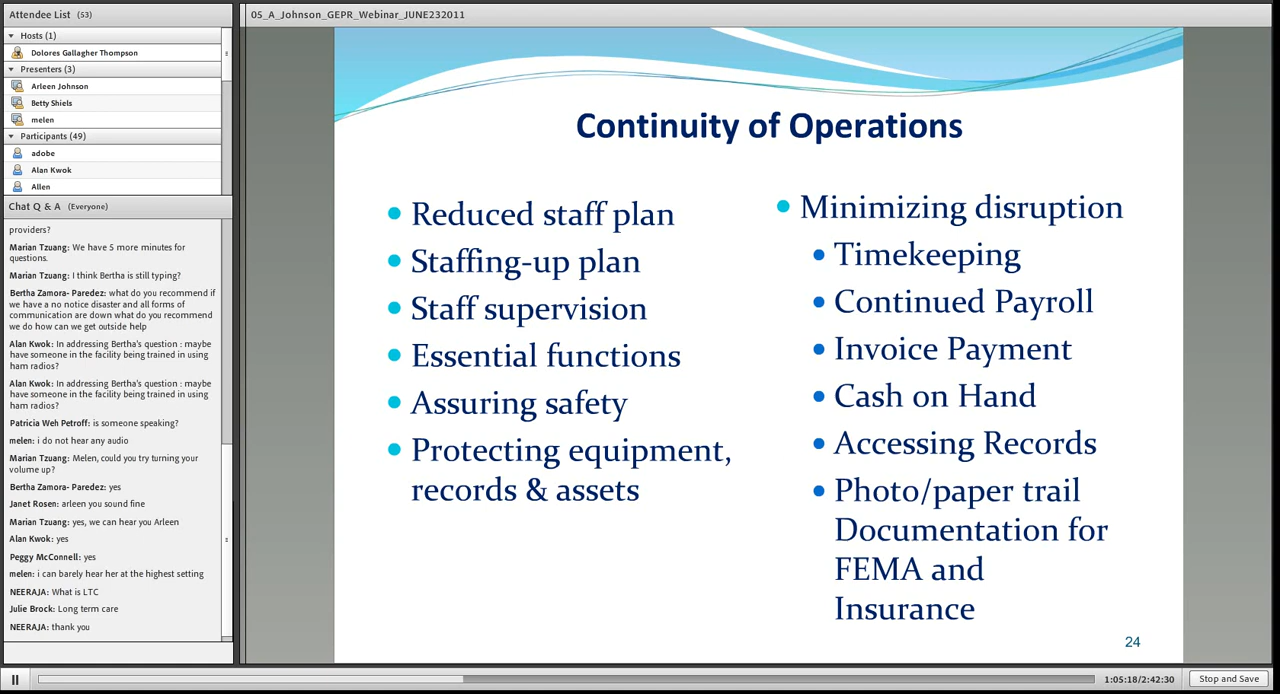 Attendee List (53)
Hosts (1)
Dolores Gallagher Thompson
Presenters (3)
Arleen Johnson
Betty Shiels
melen
Participants (49)
adobe
Alan Kwok
Allen
Chat Q & A (Everyone)
providers?
Marian Tzuang: We have 5 more minutes for
questions.
Marian Tzuang: I think Bertha is still typing?
Bertha Zamora- Paredez: what do you recommend if
we have a no notice disaster and all forms of
communication are down what do you recommend
we do how can we get outside help
Alan Kwok: In addressing Bertha's question : maybe
have someone in the facility being trained in using
ham radios?
Alan Kwok: In addressing Bertha's question : maybe
have someone in the facility being trained in using
ham radios?
Patricia Weh Petroff: is someone speaking?
melen: i do not hear any audio
Marian Tzuang: Melen, could you try turning your
volume up?
Bertha Zamora- Paredez: yes
Janet Rosen: arleen you sound fine
Marian Tzuang: yes, we can hear you Arleen
Alan Kwok: yes
Peggy McConnell: yes
melen: i can barely hear her at the highest setting
NEERAJA: What is LTC
Julie Brock: Long term care
NEERAJA: thank you
05_A_Johnson_GEPR_Webinar_JUNE232011
Continuity of Operations
Reduced staff plan
Staffing-up plan
Staff supervision
Essential functions
Assuring safety
Protecting equipment,
records & assets
Minimizing disruption
Timekeeping
Continued Payroll
Invoice Payment
Cash on Hand
Accessing Records
Photo/paper trail
Documentation for
FEMA and
Insurance
24
1:05:18/2:42:30
Stop and Save